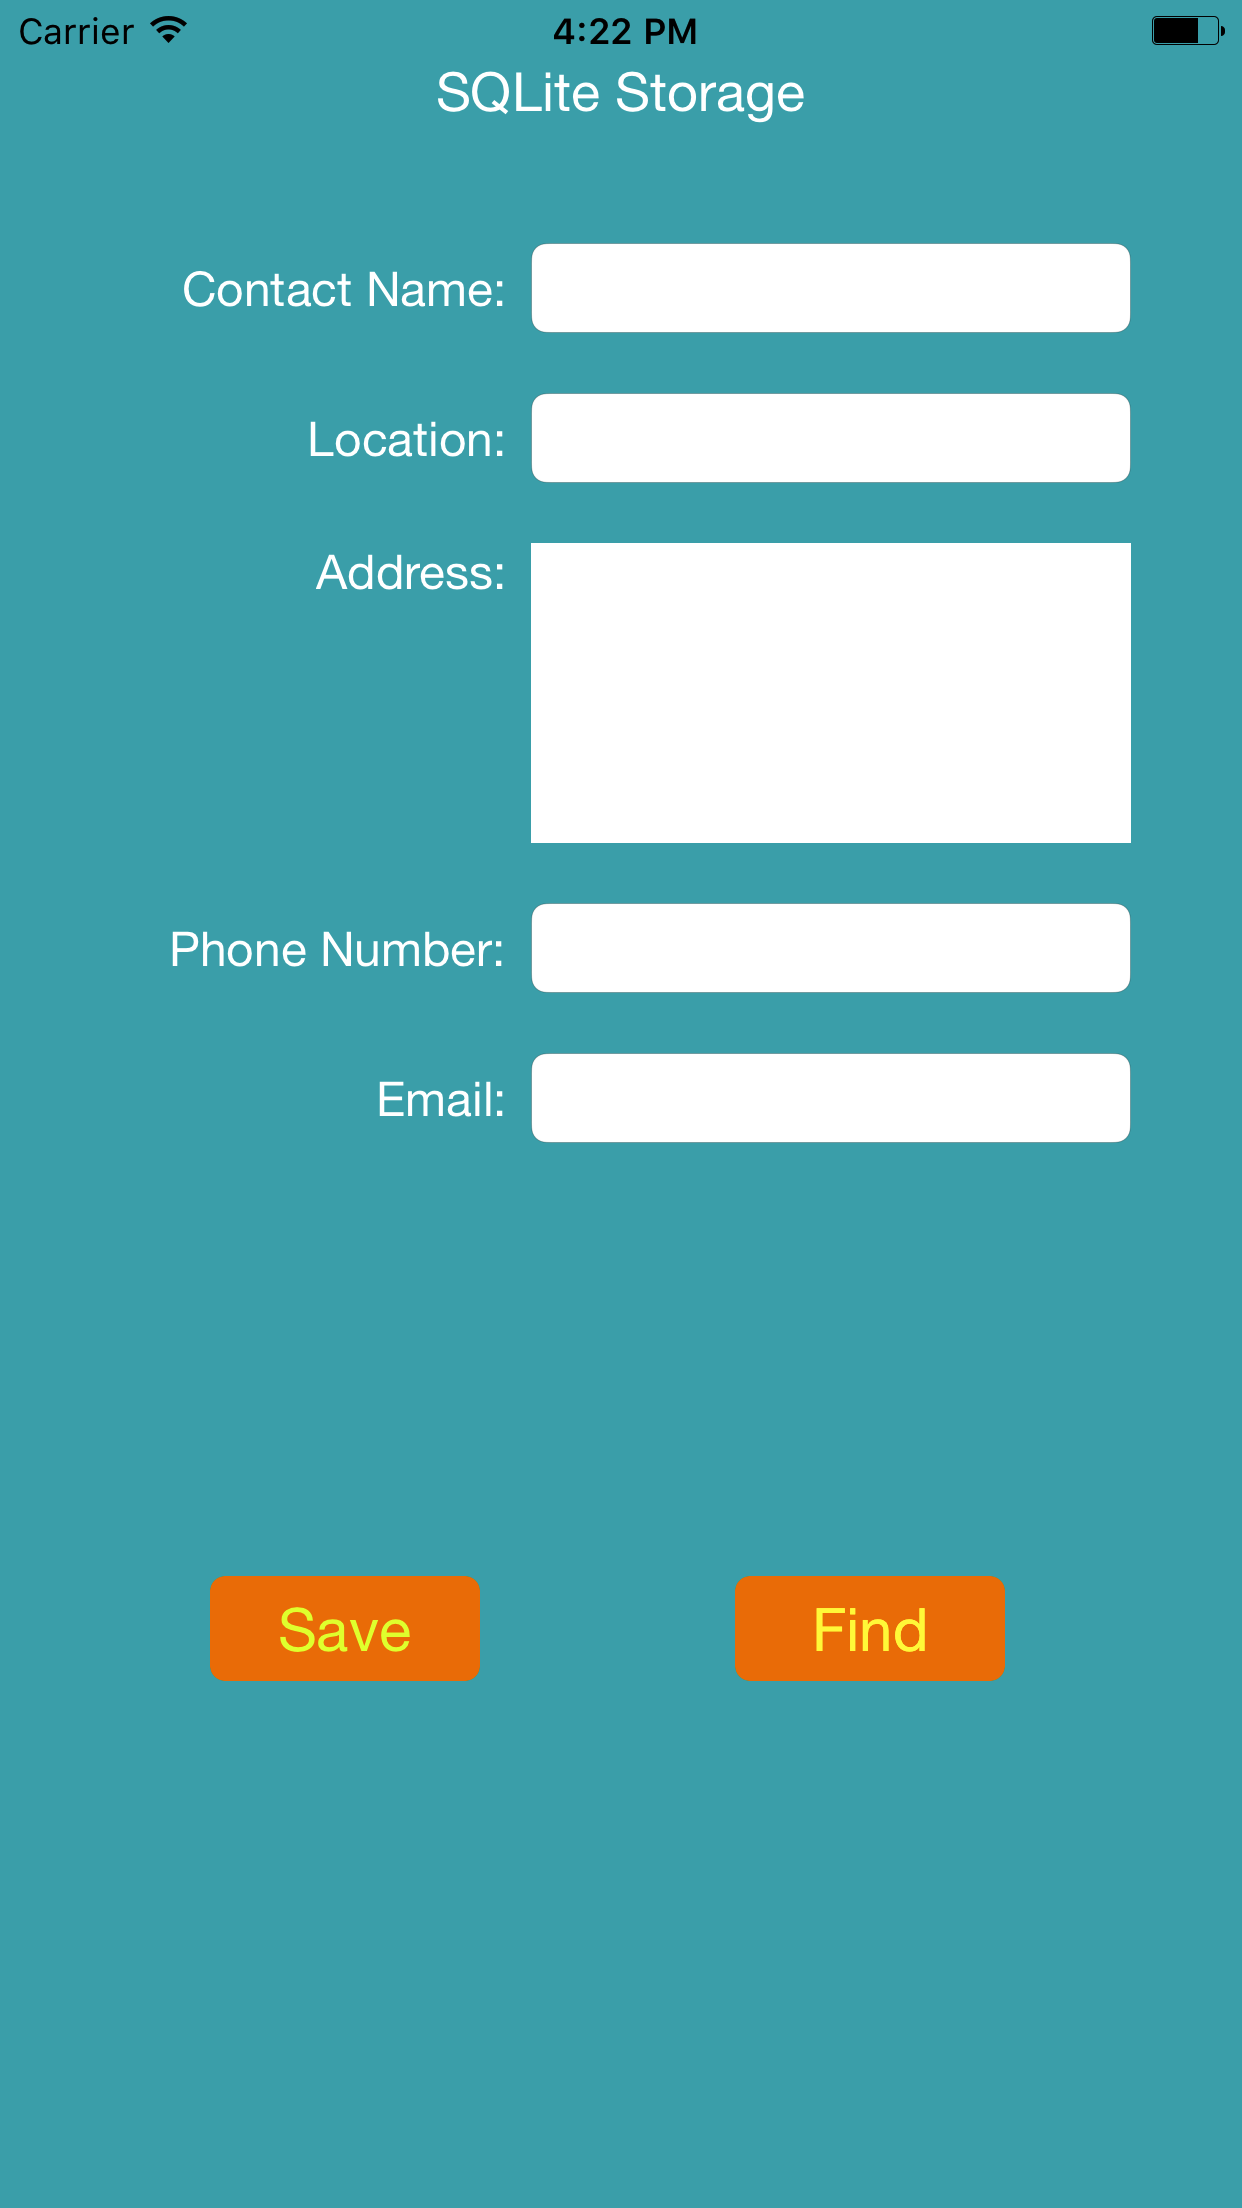 Carrier 4:22 PM
SQLite Storage
Contact Name:
Location:
Address:
Phone Number:
Email:
Save Find